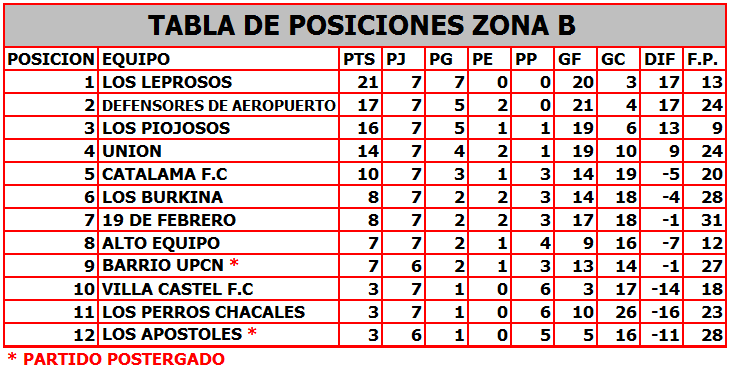 TABLA DE POSICIONES ZONA B
POSICION EQUIPO PTS PJ PG PE PP GF GC DIF F.P.
1 LOS LEPROSOS 21 7 7 0 0 20 3 17 13
2 DEFENSORES DE AEROPUERTO 17 7 5 2 0 21 4 17 24
3 LOS PIOJOSOS 16 7 5 1 1 19 6 13 9
4 UNION 14 7 4 2 1 19 10 9 24
5 CATALAMA F.C 10 7 3 1 3 14 19 -5 20
6 LOS BURKINA 8 7 2 2 3 14 18 -4 28
7 19 DE FEBRERO 8 7 2 2 3 17 18 -1 31
8 ALTO EQUIPO 7 7 2 1 4 9 16 -7 12
9 BARRIO UPCN * 7 6 2 1 3 13 14 -1 27
10 VILLA CASTEL F.C 3 7 1 0 6 3 17 -14 18
11 LOS PERROS CHACALES 3 7 1 0 6 10 26 -16 23
12 LOS APOSTOLES * 3 6 1 0 5 5 16 -11 28
* PARTIDO POSTERGADO